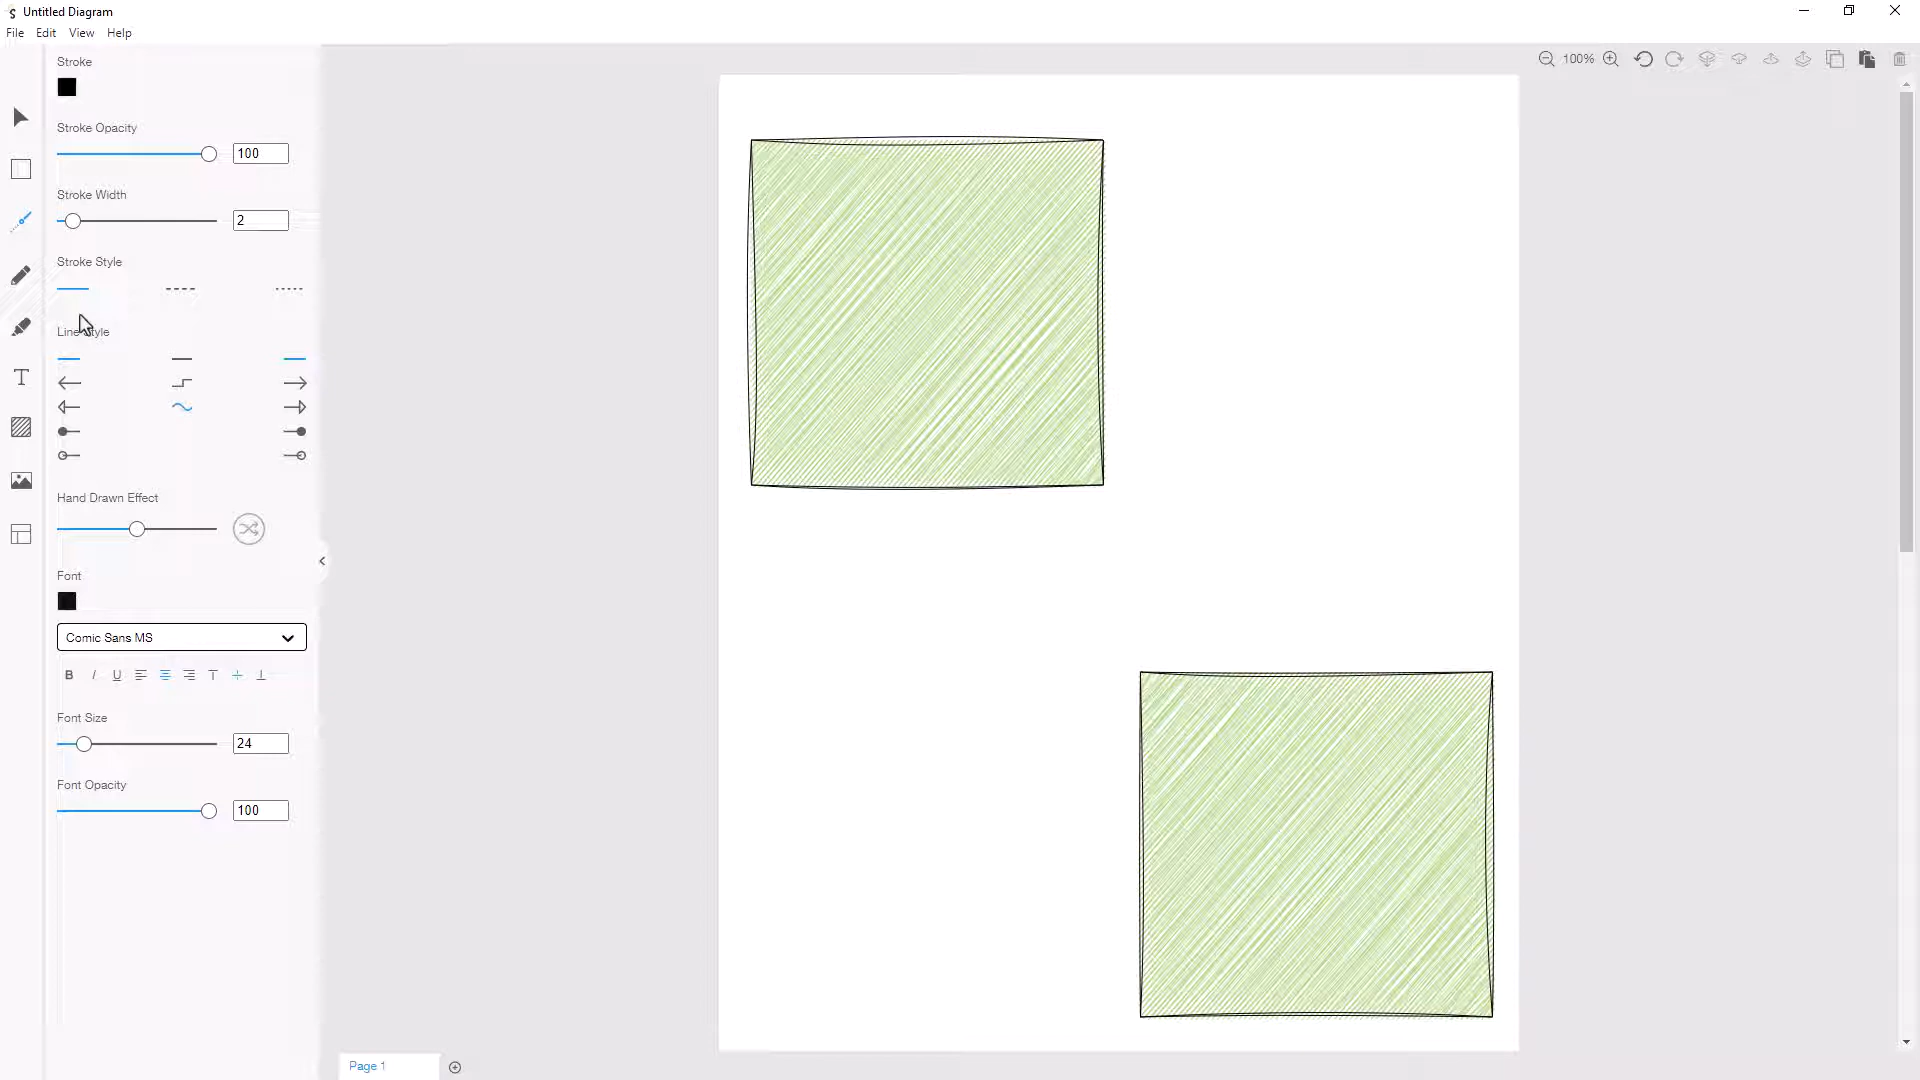 Untitled Diagram
File Edit View Help
Stroke
100%
Stroke Opacity
100
Stroke Width
2
Stroke Style
Line Style
Hand Drawn Effect
Font
Comic Sans MS
B I U
Font Size
24
Font Opacity
100
Page 1